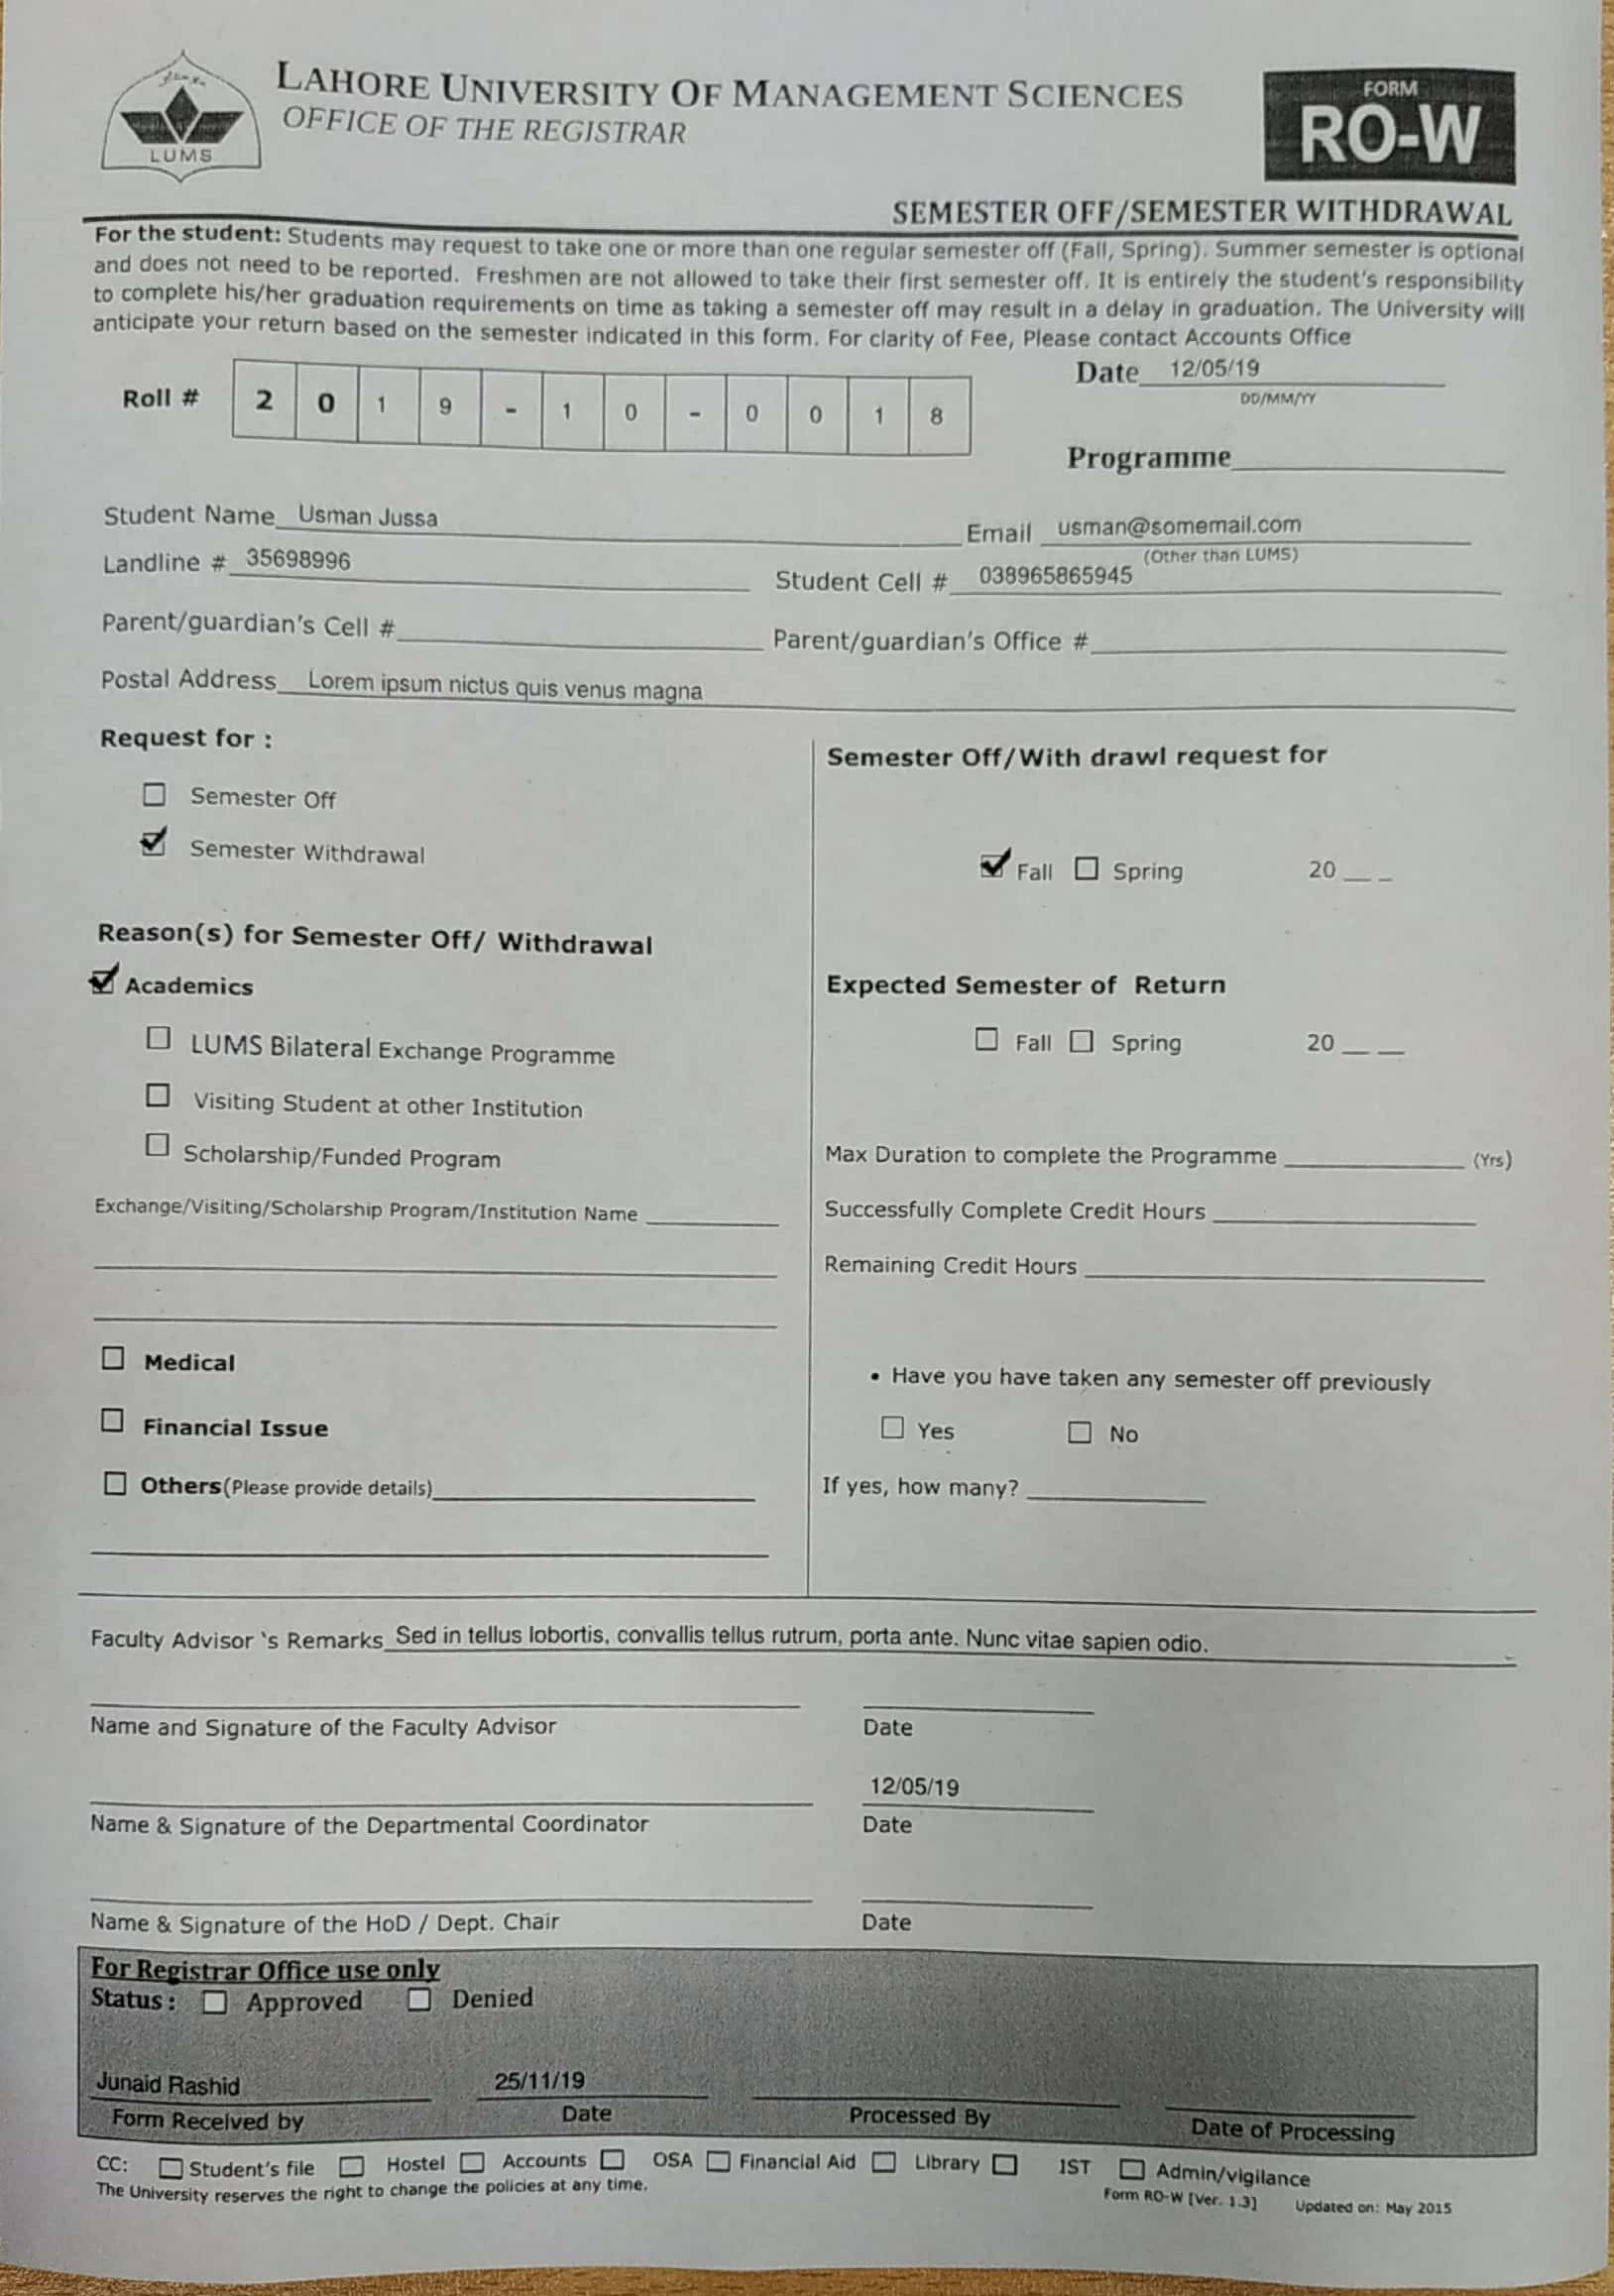 LAHORE UNIVERSITY OF MANAGEMENT SCIENCES
OFFICE OF THE REGISTRAR
LUMS
FORM
RO-W
SEMESTER OFF/SEMESTER WITHDRAWAL
For the student: Students may request to take one or more than one regular semester off (Fall, Spring). Summer semester is optional
and does not need to be reported. Freshmen are not allowed to take their first semester off. It is entirely the student's responsibility
to complete his/her graduation requirements on time as taking a semester off may result in a delay in graduation. The University will
anticipate your return based on the semester indicated in this form. For clarity of Fee, Please contact Accounts Office
Roll # 2 0 1 9 - 1 0 - 0 0 1 8
Date 12/05/19
DD/MM/YY
Programme
Student Name Usman Jussa
Email usman@somemail.com
(Other than LUMS)
Landline # 35698996
Student Cell # 038965865945
Parent/guardian's Cell #
Parent/guardian's Office #
Postal Address Lorem ipsum nictus quis venus magna
Request for :
Semester Off
Semester Withdrawal
Reason(s) for Semester Off/ Withdrawal
Academics
LUMS Bilateral Exchange Programme
Visiting Student at other Institution
Scholarship/Funded Program
Exchange/Visiting/Scholarship Program/Institution Name
Medical
Financial Issue
Others(Please provide details)
Semester Off/With drawl request for
Fall Spring 20 __ _
Expected Semester of Return
Fall Spring 20 __ __
Max Duration to complete the Programme (Yrs)
Successfully Complete Credit Hours
Remaining Credit Hours
• Have you have taken any semester off previously
Yes No
If yes, how many?
Faculty Advisor 's Remarks Sed in tellus lobortis, convallis tellus rutrum, porta ante. Nunc vitae sapien odio.
Name and Signature of the Faculty Advisor
Date
12/05/19
Name & Signature of the Departmental Coordinator
Date
Name & Signature of the HoD / Dept. Chair
Date
For Registrar Office use only
Status : Approved Denied
Junaid Rashid 25/11/19
Form Received by Date Processed By Date of Processing
CC: Student's file Hostel Accounts OSA Financial Aid Library IST Admin/vigilance
The University reserves the right to change the policies at any time.
Form RO-W [Ver. 1.3] Updated on: May 2015